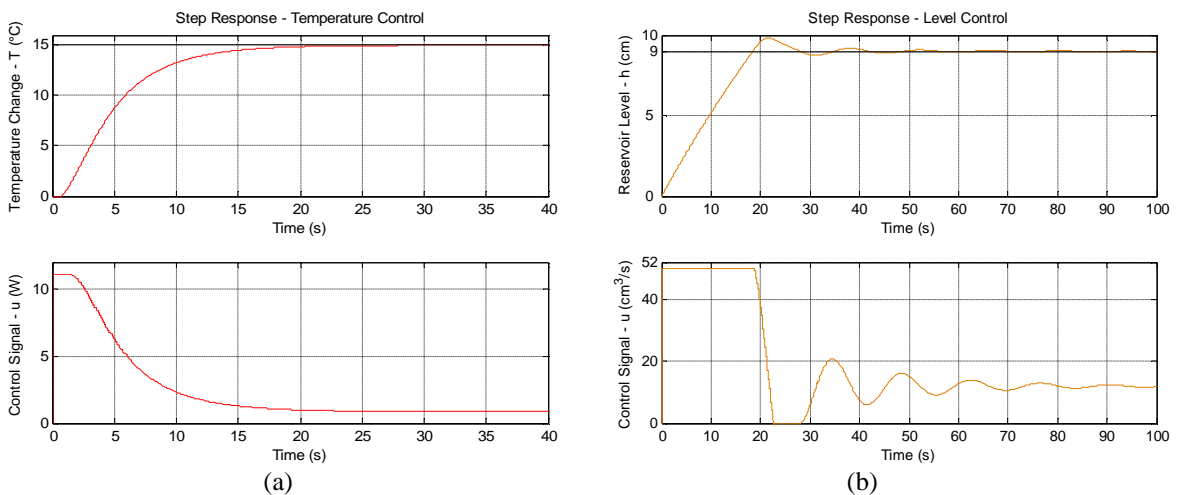 Step Response - Temperature Control
Temperature Change - T (°C)
15
10
5
0
0 5 10 15 20 25 30 35 40
Time (s)
Control Signal - u (W)
10
5
0
0 5 10 15 20 25 30 35 40
Time (s)
(a)
Step Response - Level Control
Reservoir Level - h (cm)
10
9
5
0
0 10 20 30 40 50 60 70 80 90 100
Time (s)
Control Signal - u (cm³/s)
52
40
20
0
0 10 20 30 40 50 60 70 80 90 100
Time (s)
(b)